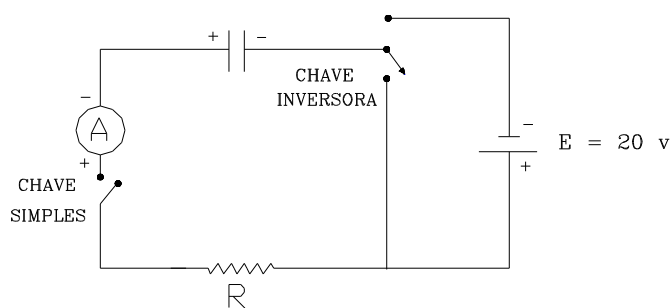 + −
CHAVE
INVERSORA
−
A
+
− 
E = 20 v
+
CHAVE
SIMPLES
R